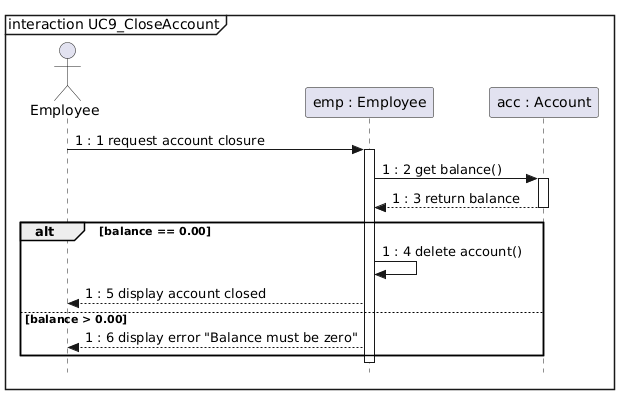 interaction UC9_CloseAccount
Employee
emp : Employee
acc : Account
1 : 1 request account closure
1 : 2 get balance()
1 : 3 return balance
alt
[balance == 0.00]
1 : 4 delete account()
1 : 5 display account closed
[balance > 0.00]
1 : 6 display error "Balance must be zero"